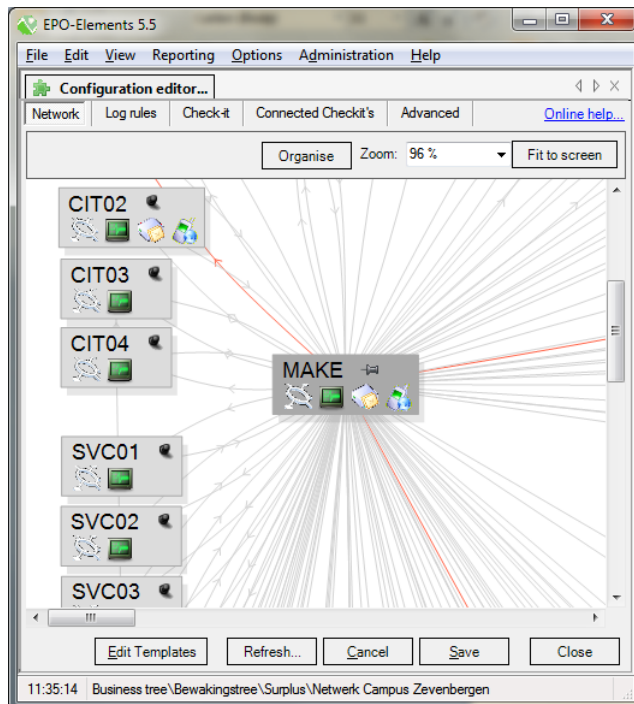 EPO-Elements 5.5
File Edit View Reporting Options Administration Help
Configuration editor...
Network Log rules Check-it Connected Checkit's Advanced Online help...
Organise Zoom: 96 % Fit to screen
CIT02
CIT03
CIT04
MAKE
SVC01
SVC02
SVC03
Edit Templates Refresh... Cancel Save Close
11:35:14 Business tree\Bewakingstree\Surplus\Netwerk Campus Zevenbergen